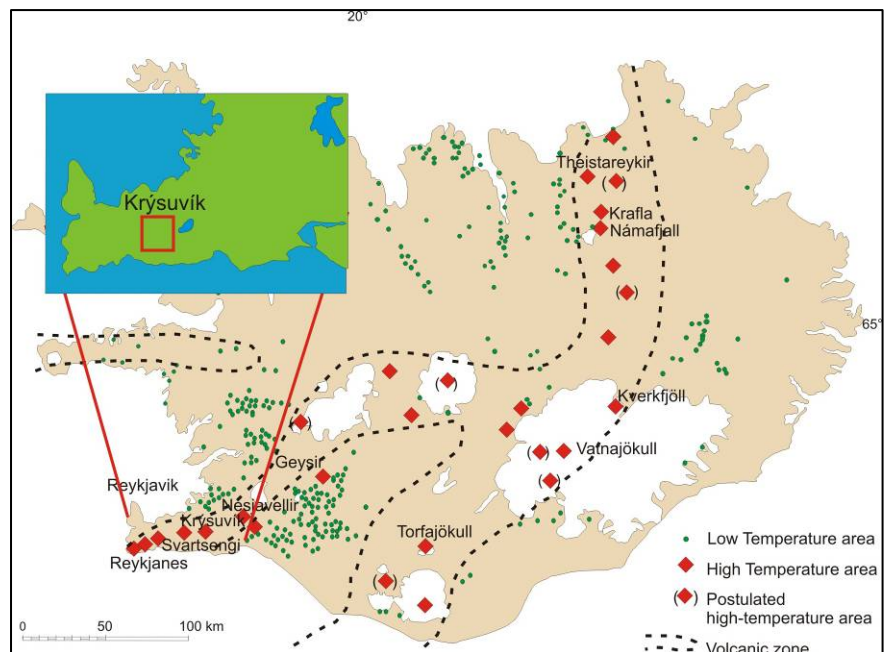 20°
Krýsuvík
Theistareykir
Krafla
Námafjall
65°
Kverkfjöll
Vatnajökull
Geysir
Reykjavik
Nesjavellir
Krýsuvík
Svartsengi
Reykjanes
Torfajökull
Low Temperature area
High Temperature area
(  ) Postulated
high-temperature area
Volcanic zone
0 50 100 km